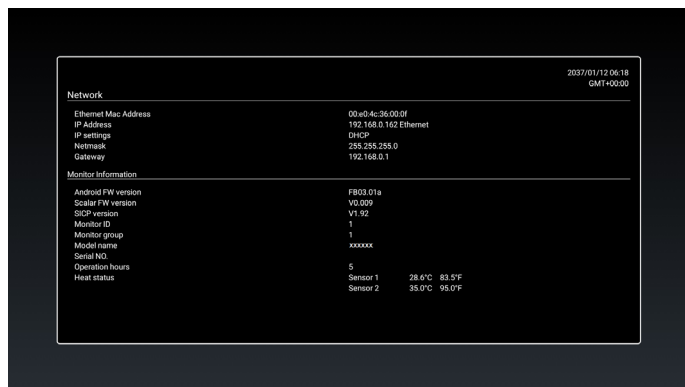 2037/01/12 06:18
GMT+00:00
Network
Ethernet Mac Address 00:e0:4c:36:00:0f
IP Address 192.168.0.162 Ethernet
IP settings DHCP
Netmask 255.255.255.0
Gateway 192.168.0.1
Monitor Information
Android FW version FB03.01a
Scalar FW version V0.009
SICP version V1.92
Monitor ID 1
Monitor group 1
Model name xxxxxx
Serial NO.
Operation hours 5
Heat status Sensor 1 28.6°C 83.5°F
Sensor 2 35.0°C 95.0°F